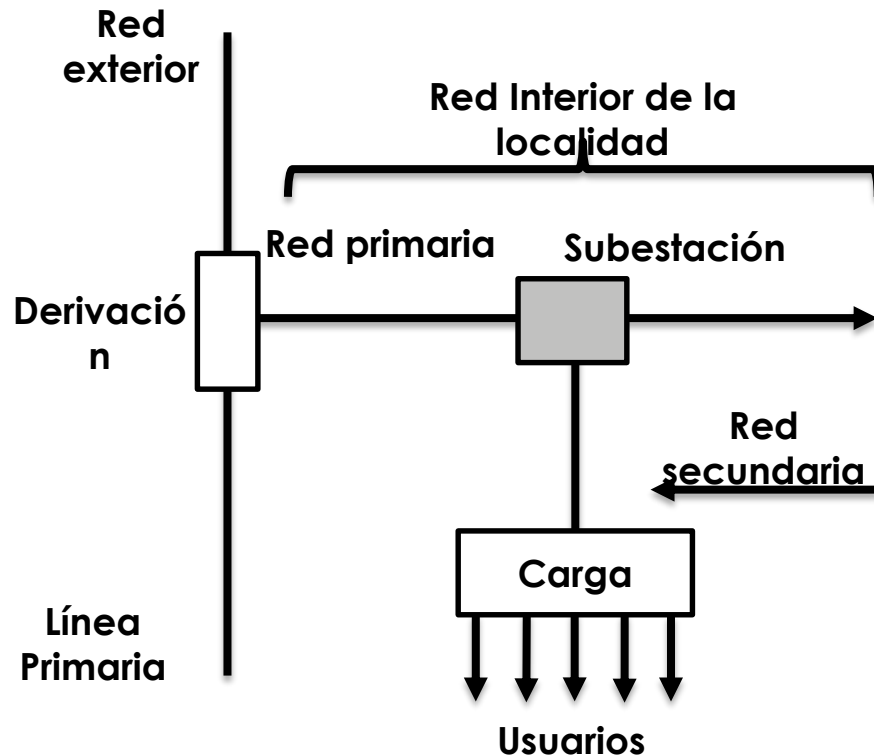 Red
exterior
Red Interior de la
localidad
Red primaria
Subestación
Derivació
n
Red
secundaria
Carga
Línea
Primaria
Usuarios